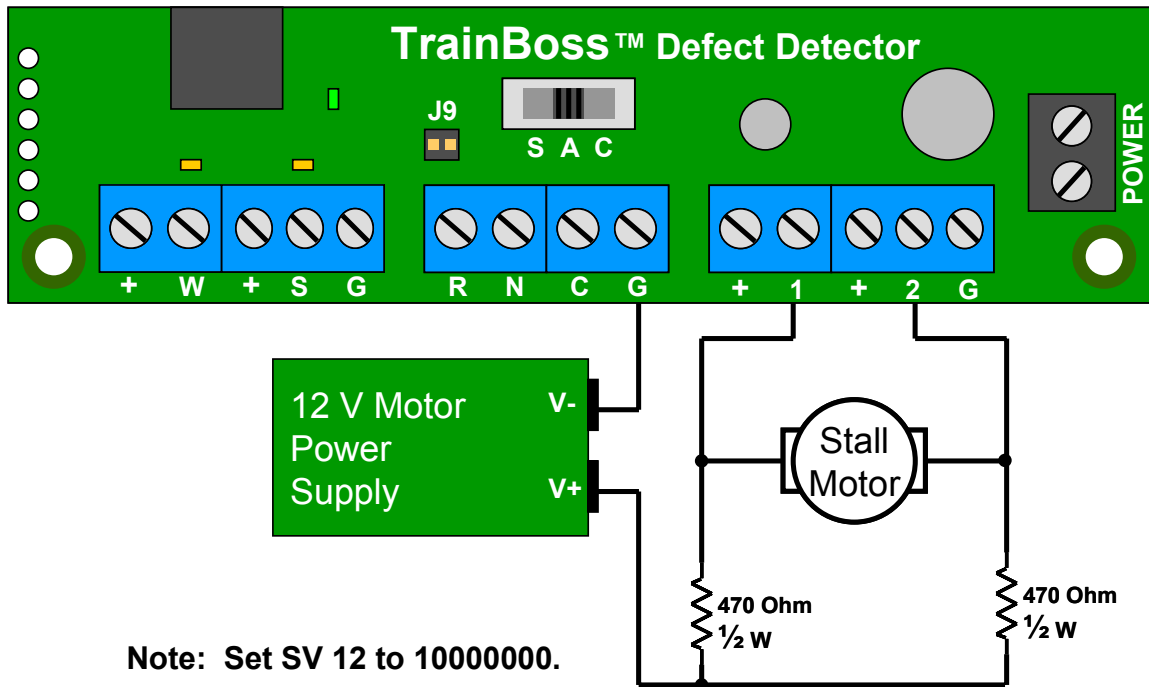 TrainBoss™ Defect Detector
J9
S A C
POWER
+ W + S G R N C G + 1 + 2 G
12 V Motor
Power
Supply
V-
V+
Stall
Motor
470 Ohm
½ W
470 Ohm
½ W
Note: Set SV 12 to 10000000.